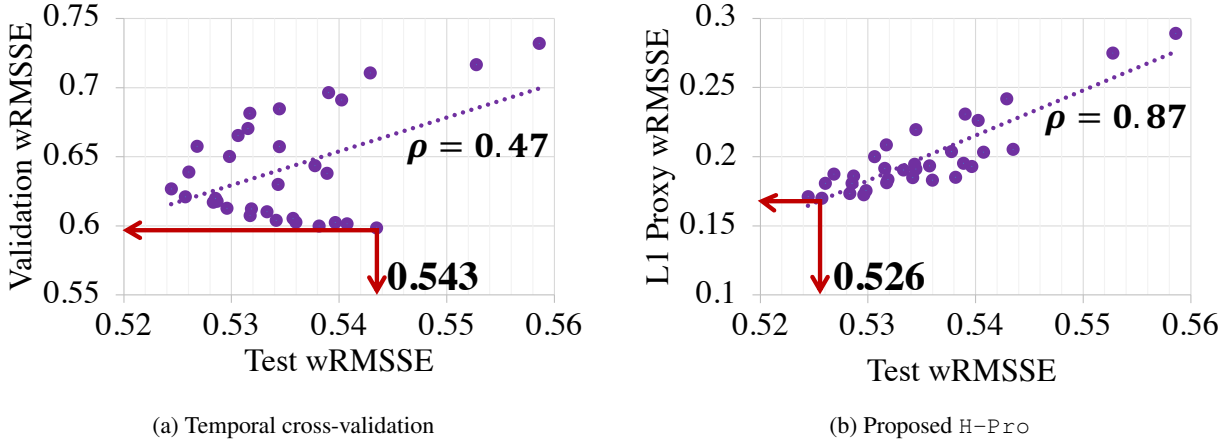 Validation wRMSSE
0.75
0.7
0.65
0.6
0.55
ρ = 0.47
0.543
0.52 0.53 0.54 0.55 0.56
Test wRMSSE
(a) Temporal cross-validation
L1 Proxy wRMSSE
0.3
0.25
0.2
0.15
0.1
ρ = 0.87
0.526
0.52 0.53 0.54 0.55 0.56
Test wRMSSE
(b) Proposed H-Pro